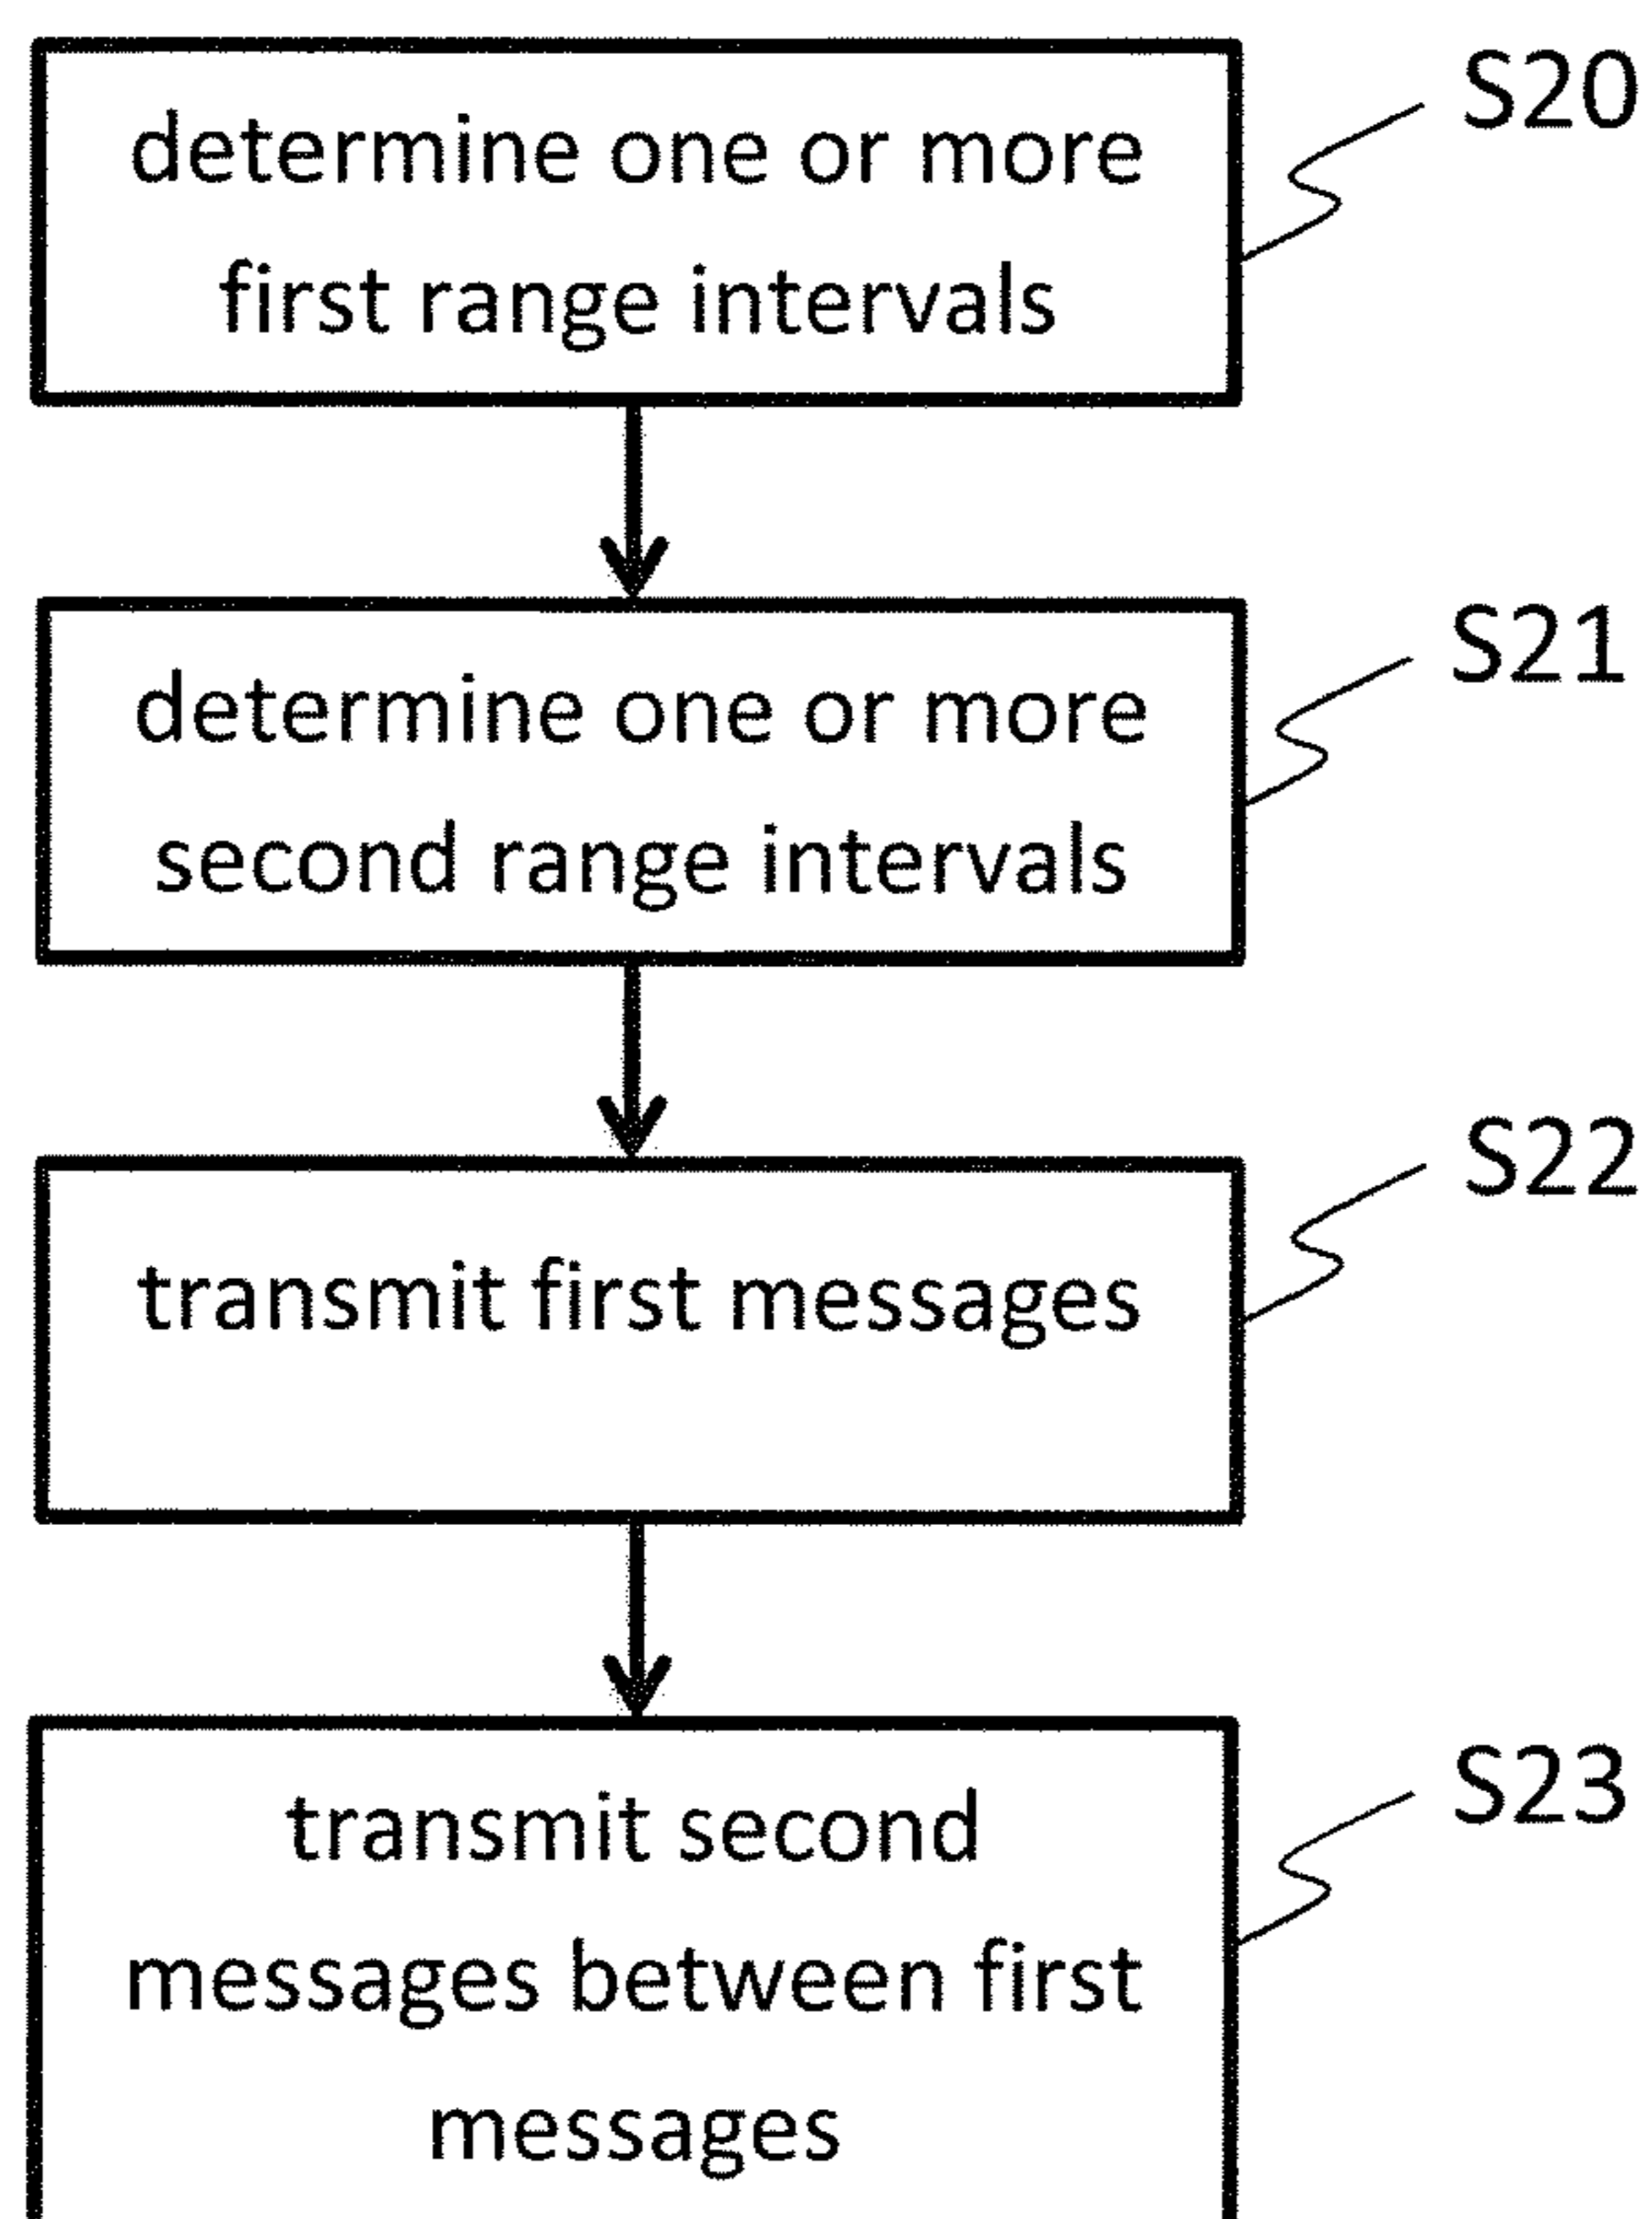 determine one or more
first range intervals
S20
determine one or more
second range intervals
S21
transmit first messages
S22
transmit second
messages between first
messages
S23